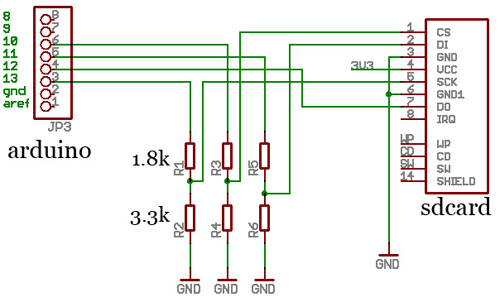 8
9
10
11
12
13
gnd
aref
8
7
6
5
4
3
2
1
JP3
arduino
1.8k
3.3k
R1
R3
R5
R2
R4
R6
GND
GND
GND
GND
3V3
1 CS
2 DI
3 GND
4 VCC
5 SCK
6 GND1
7 DO
8 IRQ
WP WP
CD CD
SW SW
14 SHIELD
sdcard